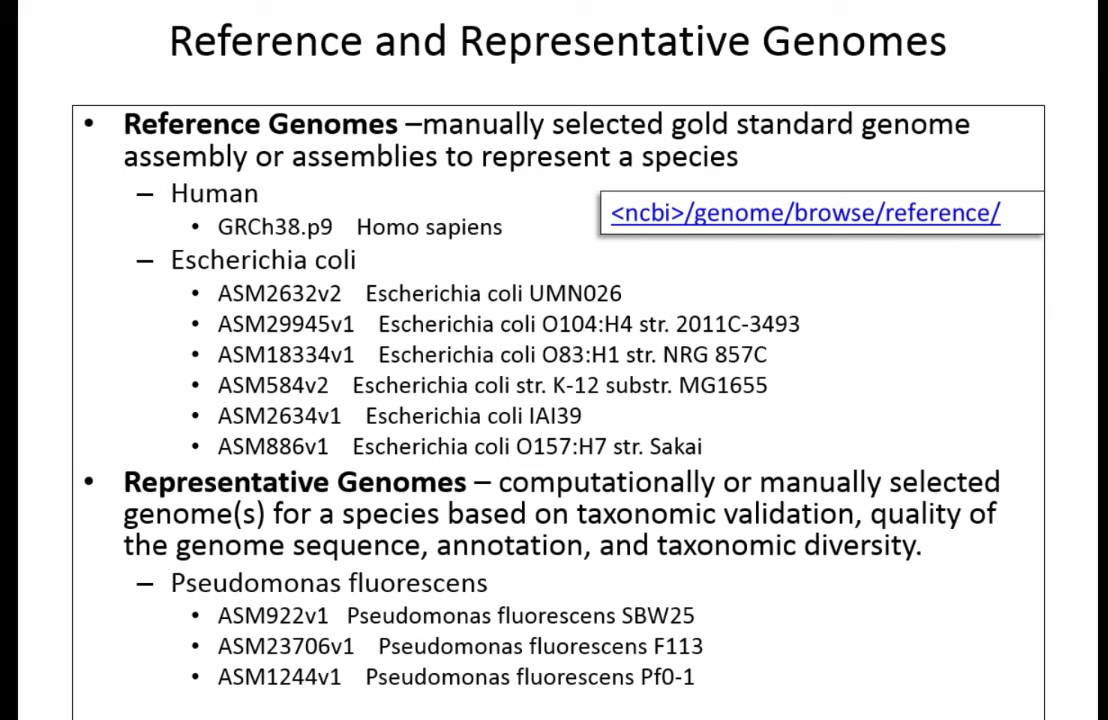 Reference and Representative Genomes
• Reference Genomes –manually selected gold standard genome
assembly or assemblies to represent a species
– Human
<ncbi>/genome/browse/reference/
• GRCh38.p9 Homo sapiens
– Escherichia coli
• ASM2632v2 Escherichia coli UMN026
• ASM29945v1 Escherichia coli O104:H4 str. 2011C-3493
• ASM18334v1 Escherichia coli O83:H1 str. NRG 857C
• ASM584v2 Escherichia coli str. K-12 substr. MG1655
• ASM2634v1 Escherichia coli IAI39
• ASM886v1 Escherichia coli O157:H7 str. Sakai
• Representative Genomes – computationally or manually selected
genome(s) for a species based on taxonomic validation, quality of
the genome sequence, annotation, and taxonomic diversity.
– Pseudomonas fluorescens
• ASM922v1 Pseudomonas fluorescens SBW25
• ASM23706v1 Pseudomonas fluorescens F113
• ASM1244v1 Pseudomonas fluorescens Pf0-1